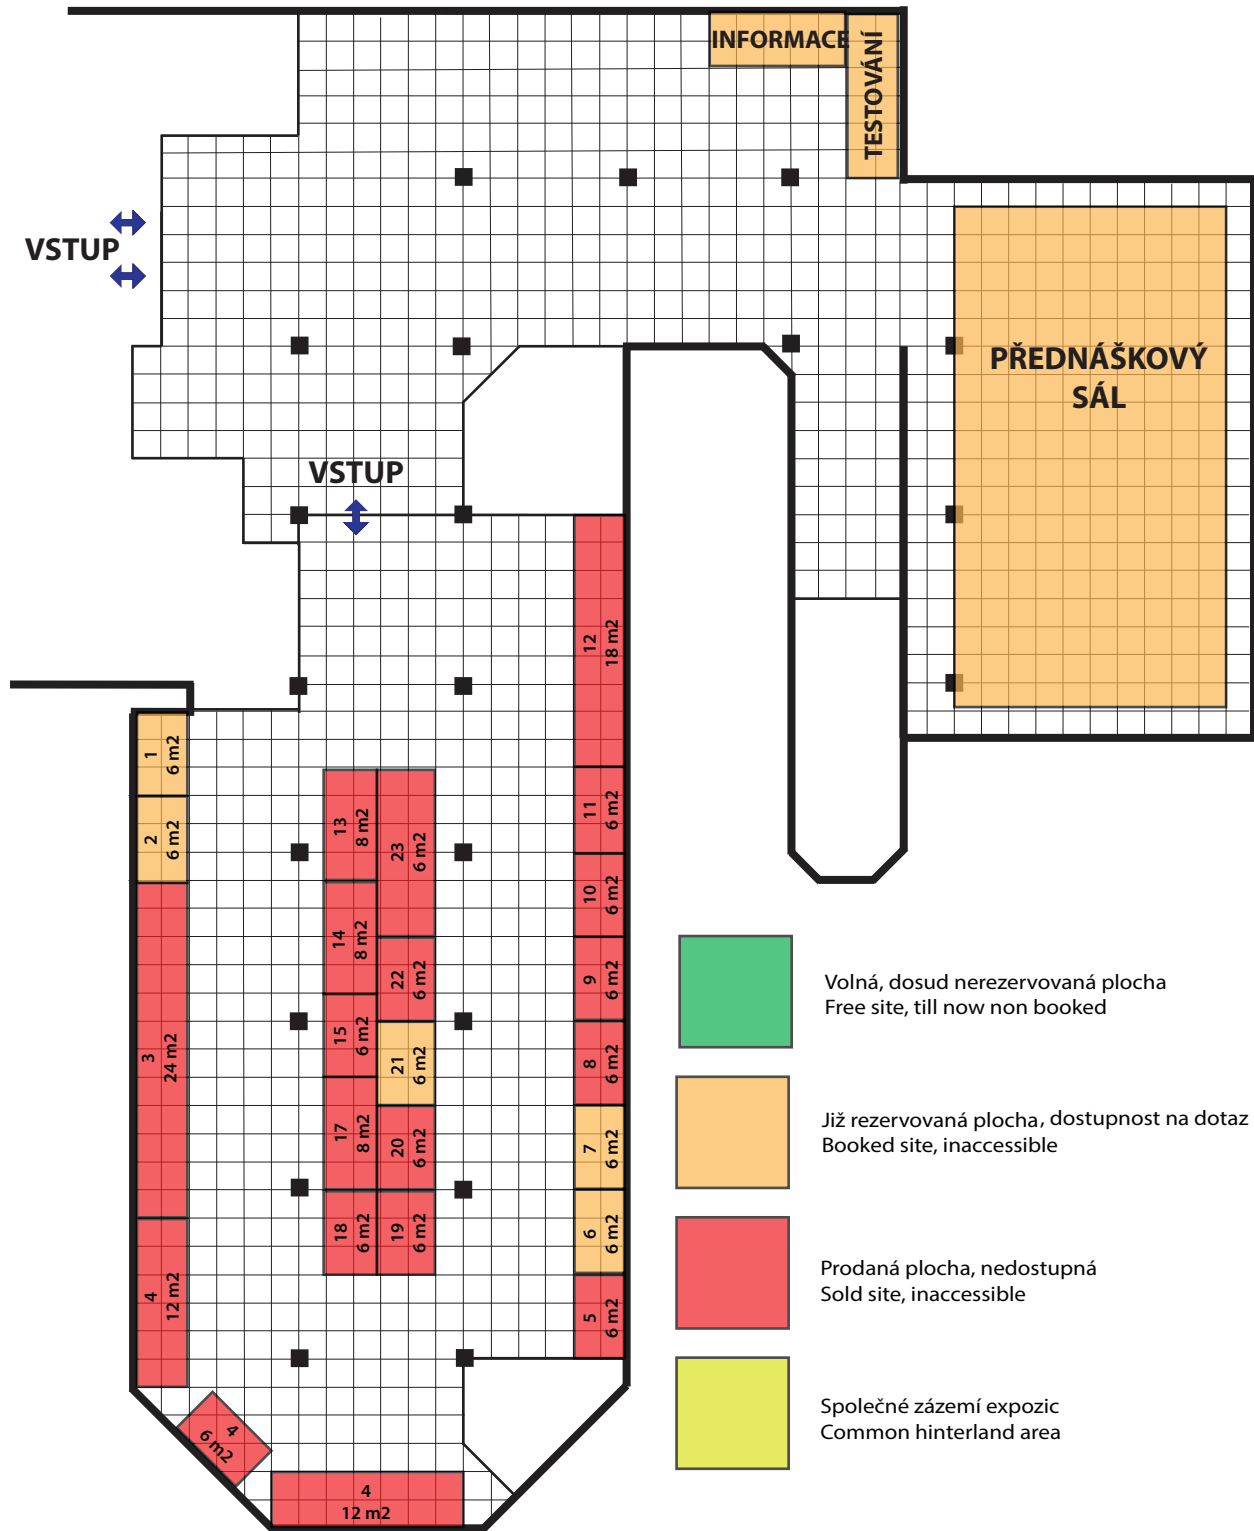 INFORMACE
TESTOVÁNÍ
VSTUP
PŘEDNÁŠKOVÝ
SÁL
VSTUP
12
18 m2
1
6 m2
2
6 m2
3
24 m2
4
12 m2
4
6 m2
4
12 m2
13
8 m2
14
8 m2
15
6 m2
17
8 m2
18
6 m2
23
6 m2
22
6 m2
21
6 m2
20
6 m2
19
6 m2
11
6 m2
10
6 m2
9
6 m2
8
6 m2
7
6 m2
6
6 m2
5
6 m2
Volná, dosud nerezervovaná plocha
Free site, till now non booked
Již rezervovaná plocha, dostupnost na dotaz
Booked site, inaccessible
Prodaná plocha, nedostupná
Sold site, inaccessible
Společné zázemí expozic
Common hinterland area